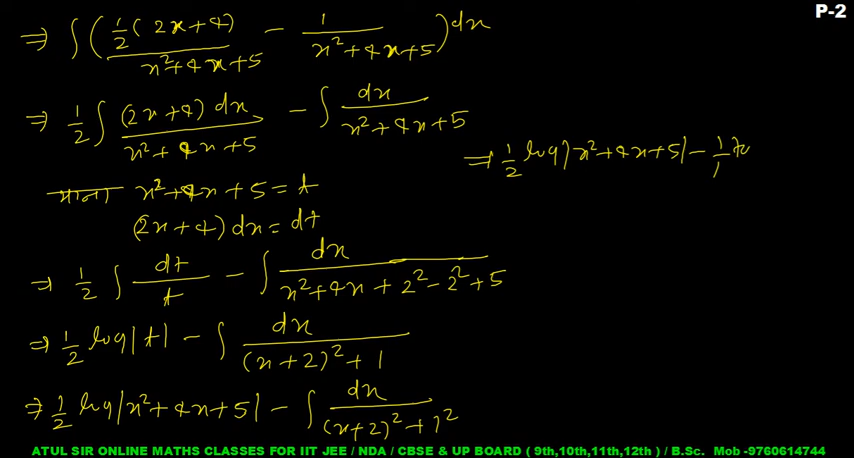 P-2
⇒ ∫ ( ½(2x+4) / x²+4x+5 − 1 / x²+4x+5 ) dx
⇒ ½ ∫ (2x+4) dx / x²+4x+5 − ∫ dx / x²+4x+5
माना x²+4x+5 = t
(2x+4) dx = dt
⇒ ½ ∫ dt / t − ∫ dx / x²+4x+2²−2²+5
⇒ ½ log|t| − ∫ dx / (x+2)²+1
⇒ ½ log|x²+4x+5| − ∫ dx / (x+2)²+1²
⇒ ½ log|x²+4x+5| − 1/1
ATUL SIR ONLINE MATHS CLASSES FOR IIT JEE / NDA / CBSE & UP BOARD ( 9th,10th,11th,12th ) / B.Sc. Mob -9760614744